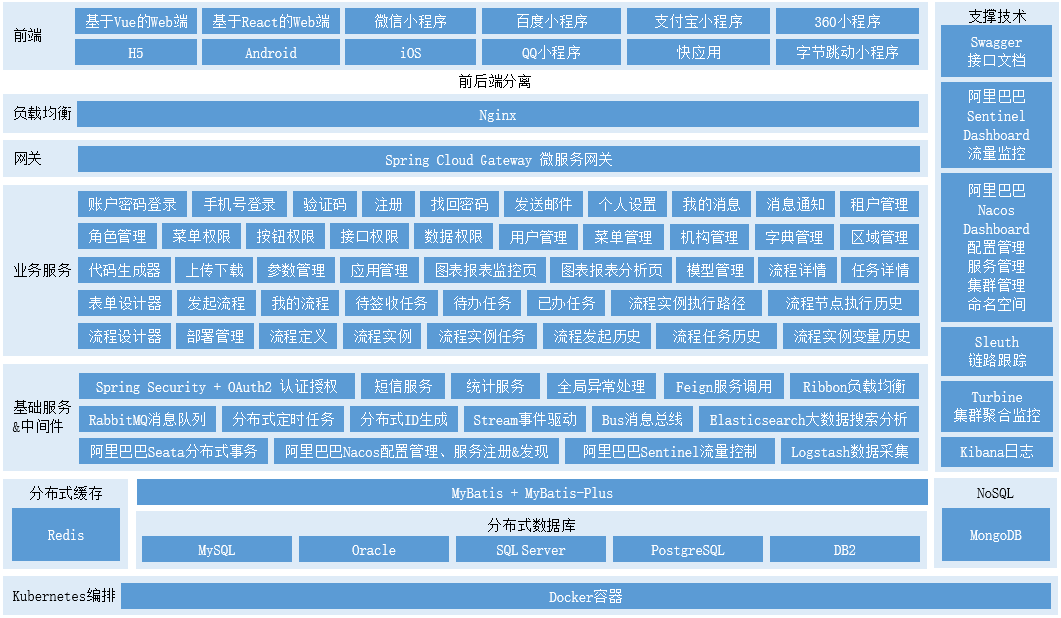 前端
基于Vue的Web端
基于React的Web端
微信小程序
百度小程序
支付宝小程序
360小程序
H5
Android
iOS
QQ小程序
快应用
字节跳动小程序
前后端分离
负载均衡
Nginx
网关
Spring Cloud Gateway 微服务网关
业务服务
账户密码登录
手机号登录
验证码
注册
找回密码
发送邮件
个人设置
我的消息
消息通知
租户管理
角色管理
菜单权限
按钮权限
接口权限
数据权限
用户管理
菜单管理
机构管理
字典管理
区域管理
代码生成器
上传下载
参数管理
应用管理
图表报表监控页
图表报表分析页
模型管理
流程详情
任务详情
表单设计器
发起流程
我的流程
待签收任务
待办任务
已办任务
流程实例执行路径
流程节点执行历史
流程设计器
部署管理
流程定义
流程实例
流程实例任务
流程发起历史
流程任务历史
流程实例变量历史
基础服务
&中间件
Spring Security + OAuth2 认证授权
短信服务
统计服务
全局异常处理
Feign服务调用
Ribbon负载均衡
RabbitMQ消息队列
分布式定时任务
分布式ID生成
Stream事件驱动
Bus消息总线
Elasticsearch大数据搜索分析
阿里巴巴Seata分布式事务
阿里巴巴Nacos配置管理、服务注册&发现
阿里巴巴Sentinel流量控制
Logstash数据采集
分布式缓存
Redis
MyBatis + MyBatis-Plus
分布式数据库
MySQL
Oracle
SQL Server
PostgreSQL
DB2
Kubernetes编排
Docker容器
支撑技术
Swagger
接口文档
阿里巴巴
Sentinel
Dashboard
流量监控
阿里巴巴
Nacos
Dashboard
配置管理
服务管理
集群管理
命名空间
Sleuth
链路跟踪
Turbine
集群聚合监控
Kibana日志
NoSQL
MongoDB